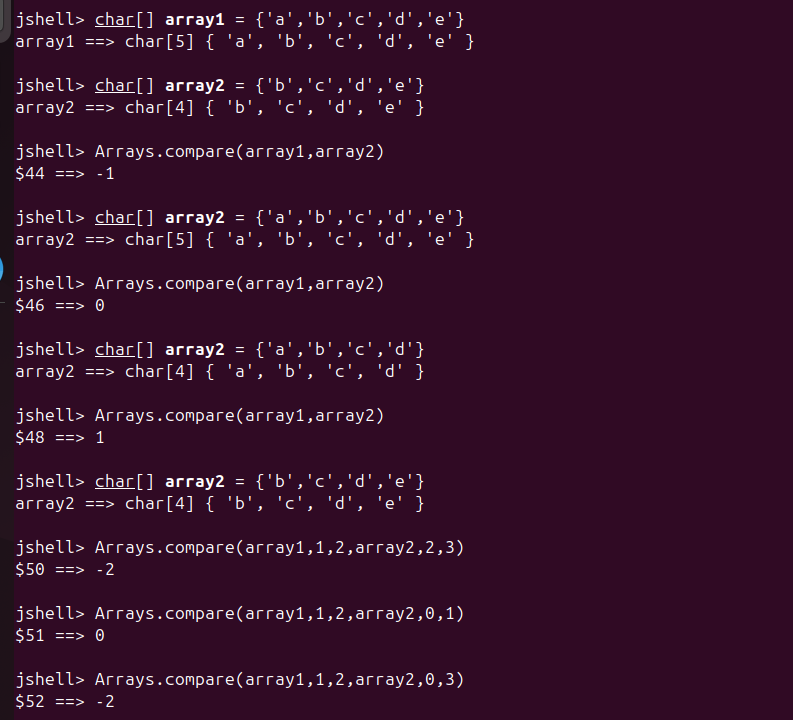 jshell> char[] array1 = {'a','b','c','d','e'}
array1 ==> char[5] { 'a', 'b', 'c', 'd', 'e' }
jshell> char[] array2 = {'b','c','d','e'}
array2 ==> char[4] { 'b', 'c', 'd', 'e' }
jshell> Arrays.compare(array1,array2)
$44 ==> -1
jshell> char[] array2 = {'a','b','c','d','e'}
array2 ==> char[5] { 'a', 'b', 'c', 'd', 'e' }
jshell> Arrays.compare(array1,array2)
$46 ==> 0
jshell> char[] array2 = {'a','b','c','d'}
array2 ==> char[4] { 'a', 'b', 'c', 'd' }
jshell> Arrays.compare(array1,array2)
$48 ==> 1
jshell> char[] array2 = {'b','c','d','e'}
array2 ==> char[4] { 'b', 'c', 'd', 'e' }
jshell> Arrays.compare(array1,1,2,array2,2,3)
$50 ==> -2
jshell> Arrays.compare(array1,1,2,array2,0,1)
$51 ==> 0
jshell> Arrays.compare(array1,1,2,array2,0,3)
$52 ==> -2